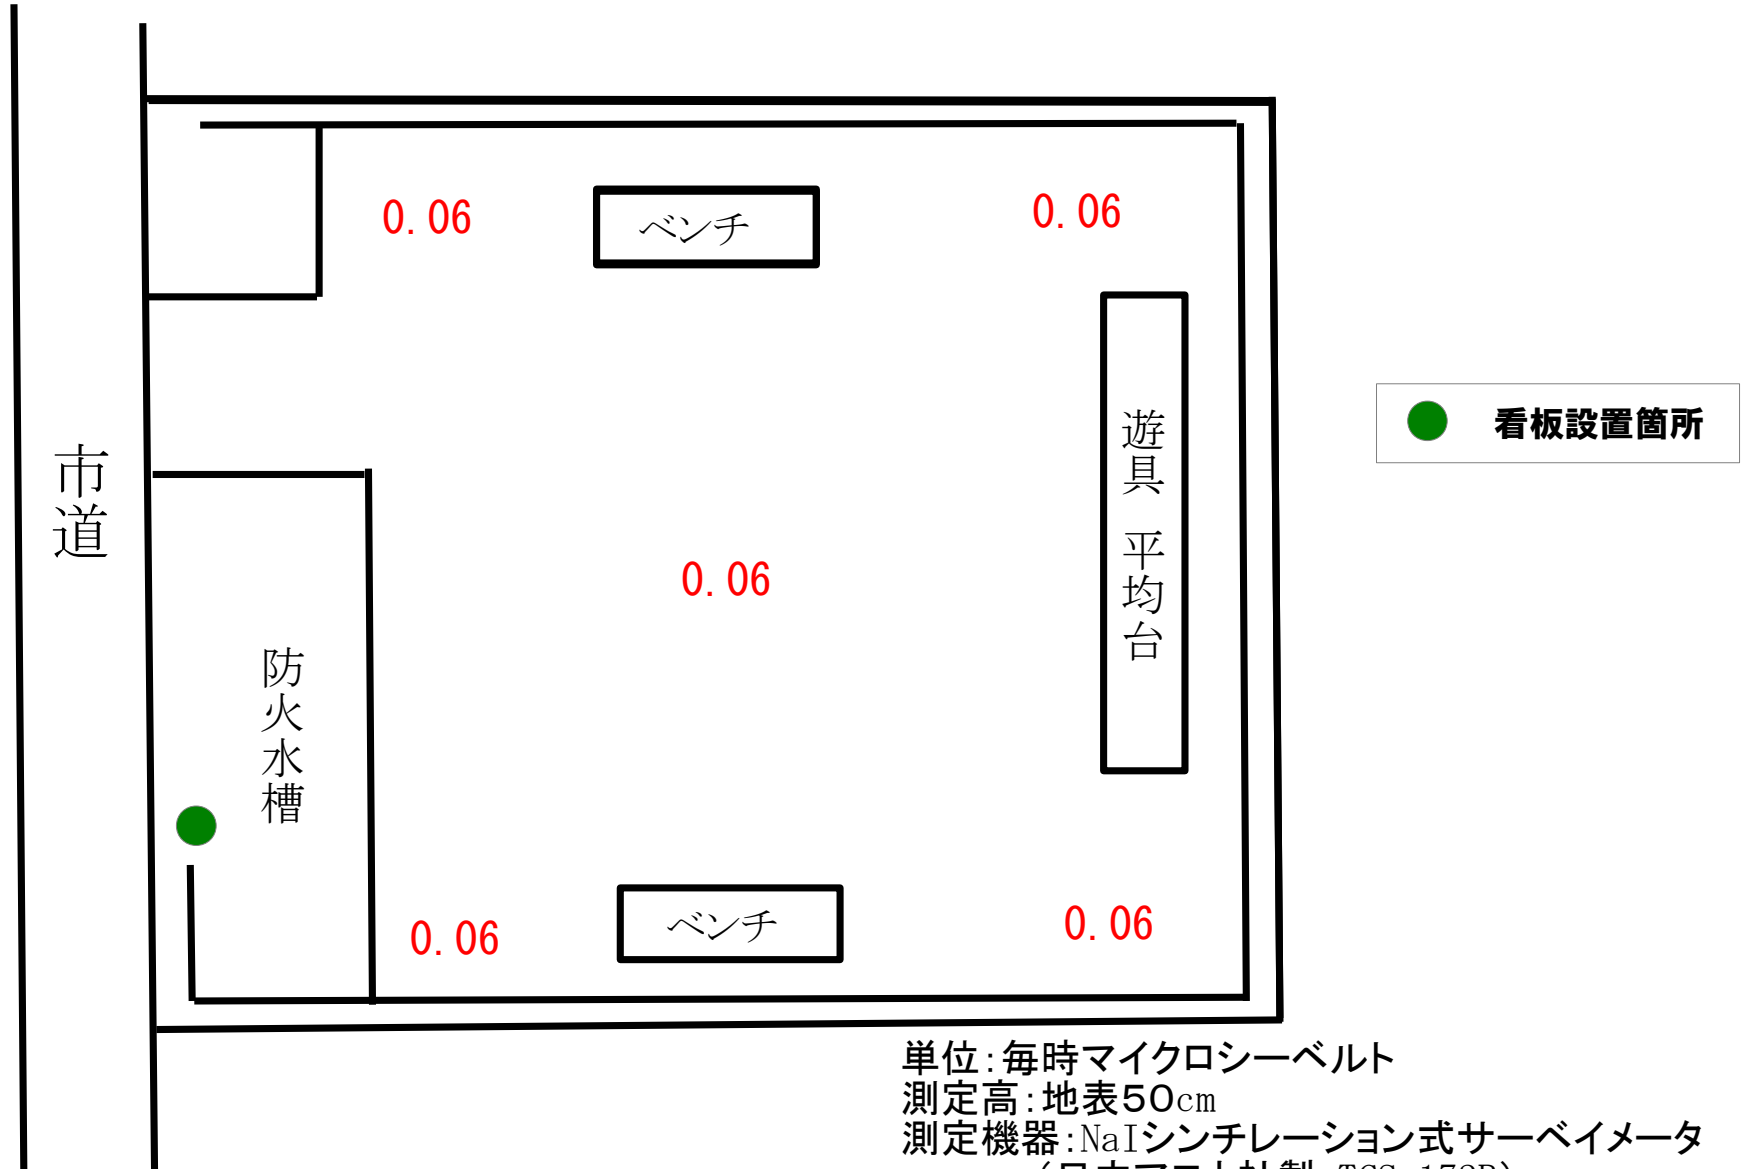 0.06
ベンチ
0.06
遊具 平均台
看板設置箇所
市道
0.06
防火水槽
0.06
ベンチ
0.06
単位:毎時マイクロシーベルト
測定高:地表50cm
測定機器:NaIシンチレーション式サーベイメータ